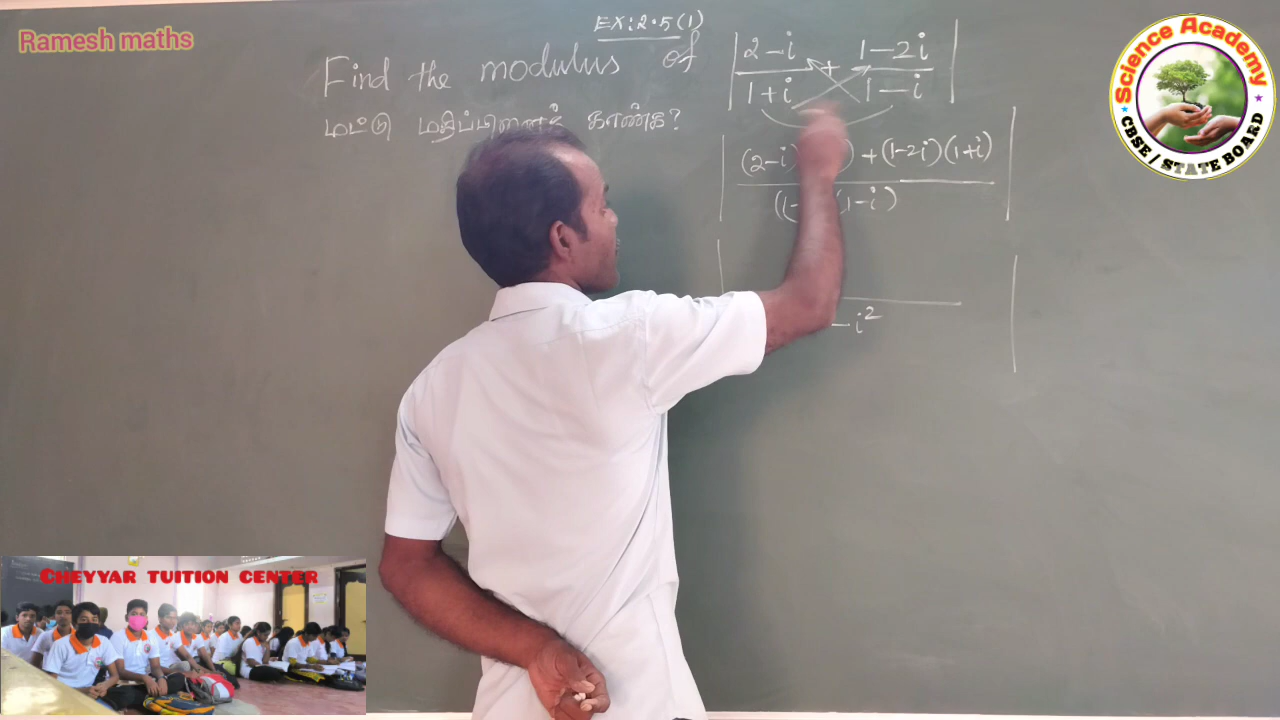 Ramesh maths
EX: 2.5(1)
Find the modulus of | (2-i)/(1+i) + (1-2i)/(1-i) |
மட்டு மதிப்பினைக் காண்க?
(2-i) ) + (1-2i)(1+i)
(1- (1-i)
-i²
Science Academy
CBSE / STATE BOARD
CHEYYAR TUITION CENTER